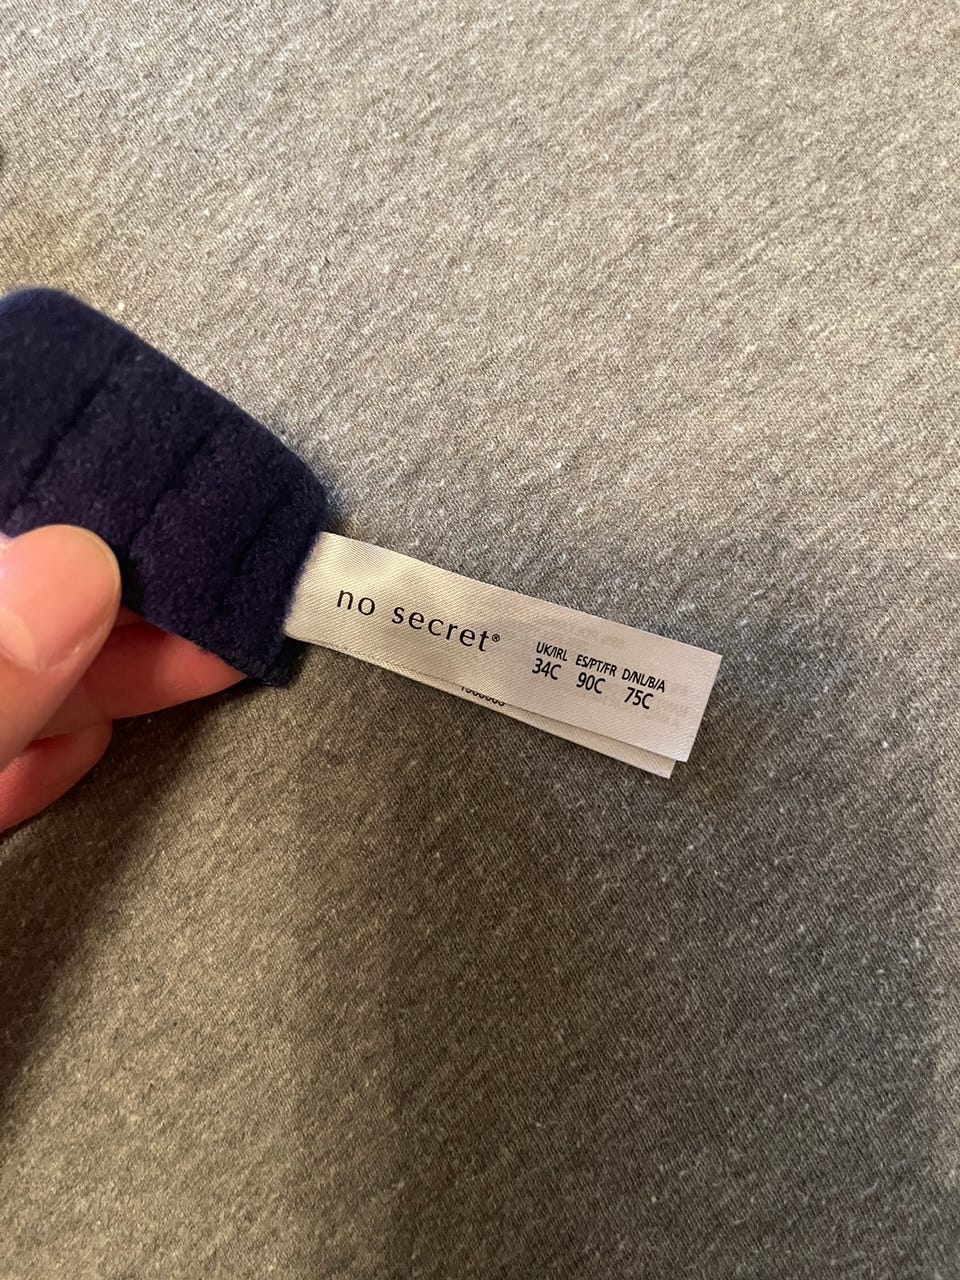 no secret®
UK/IRL ES/PT/FR D/NL/B/A
34C 90C 75C